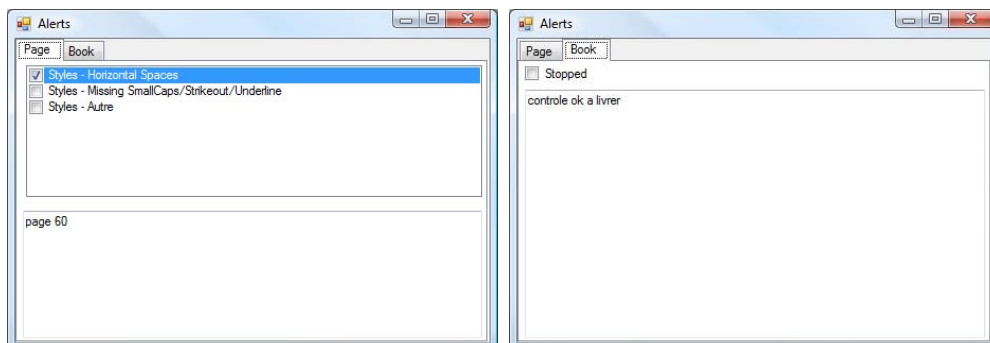 Alerts
Page Book
Styles - Horizontal Spaces
Styles - Missing SmallCaps/Strikeout/Underline
Styles - Autre
page 60
Alerts
Page Book
Stopped
controle ok a livrer